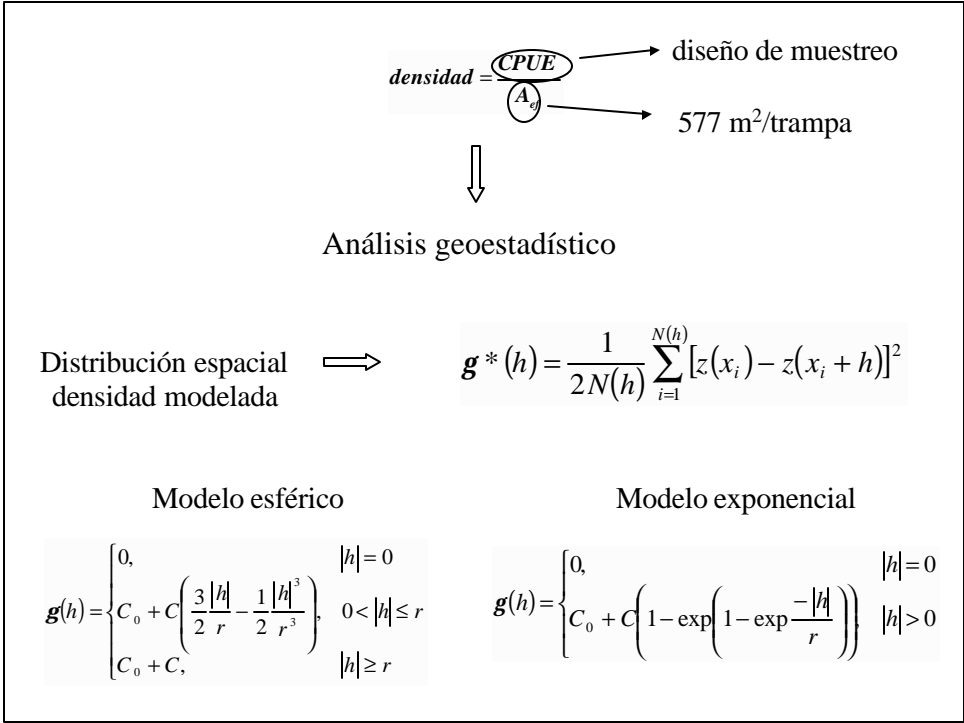 densidad = CPUE / A_ef
diseño de muestreo
577 m²/trampa
Análisis geoestadístico
Distribución espacial
densidad modelada
g*(h) = 1/(2N(h)) ∑_{i=1}^{N(h)} [z(x_i) − z(x_i + h)]²
Modelo esférico
g(h) = { 0, |h| = 0
C_0 + C(3/2 |h|/r − 1/2 |h|³/r³), 0 < |h| ≤ r
C_0 + C, |h| ≥ r
Modelo exponencial
g(h) = { 0, |h| = 0
C_0 + C(1 − exp(1 − exp −|h|/r)), |h| > 0